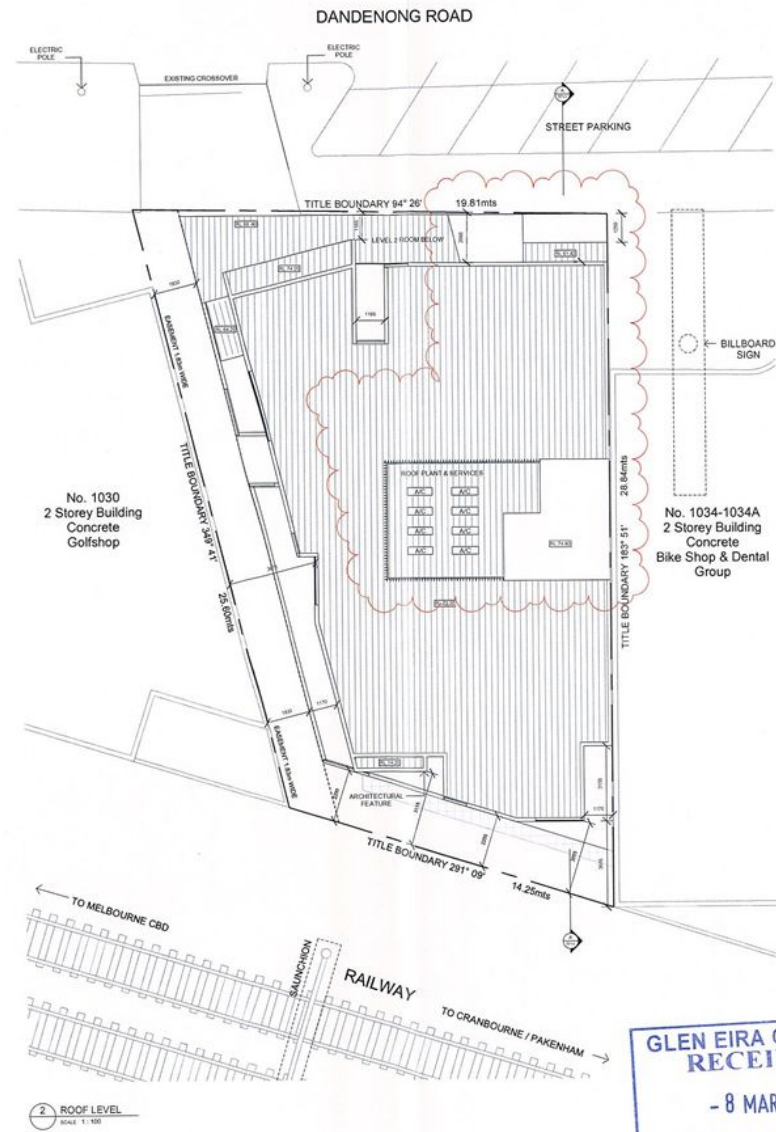 DANDENONG ROAD
ELECTRIC
POLE
ELECTRIC
POLE
EXISTING CROSSOVER
STREET PARKING
TITLE BOUNDARY 94° 26'
19.81mts
LEVEL 2 ROOM BELOW
EASEMENT 1.83m WIDE
BILLBOARD
SIGN
TITLE BOUNDARY 349° 41'
25.60mts
No. 1030
2 Storey Building
Concrete
Golfshop
ROOF PLANT & SERVICES
A/C
A/C
A/C
A/C
A/C
A/C
A/C
A/C
28.84mts
TITLE BOUNDARY 183° 51'
No. 1034-1034A
2 Storey Building
Concrete
Bike Shop & Dental
Group
1170
EASEMENT 1.83m WIDE
ARCHITECTURAL
FEATURE
1170
TITLE BOUNDARY 291° 09'
14.25mts
TO MELBOURNE CBD
SAUNCHION
RAILWAY
TO CRANBOURNE / PAKENHAM
GLEN EIRA
RECEI
- 8 MAR
2 ROOF LEVEL
SCALE 1 : 100